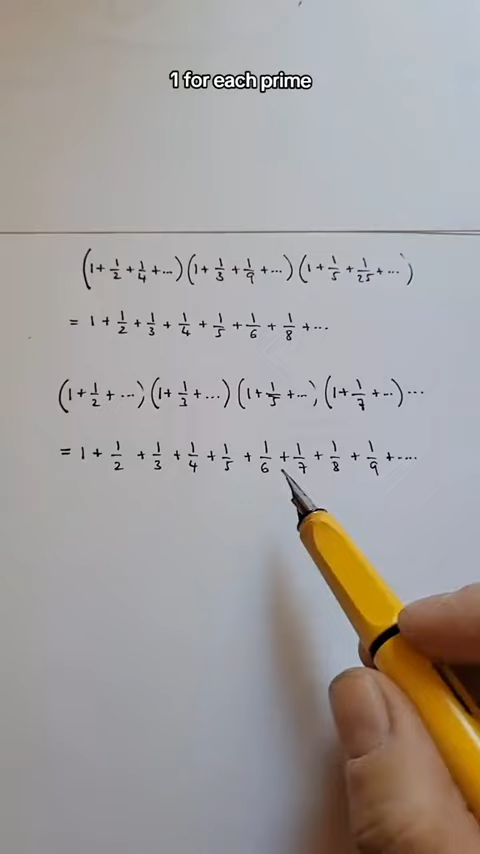 1 for each prime
(1 + 1/2 + 1/4 + ...) (1 + 1/3 + 1/9 + ...) (1 + 1/5 + 1/25 + ...)
= 1 + 1/2 + 1/3 + 1/4 + 1/5 + 1/6 + 1/8 + ...
(1 + 1/2 + ...) (1 + 1/3 + ...) (1 + 1/5 + ...) (1 + 1/7 + ...) ...
= 1 + 1/2 + 1/3 + 1/4 + 1/5 + 1/6 + 1/7 + 1/8 + 1/9 + ....